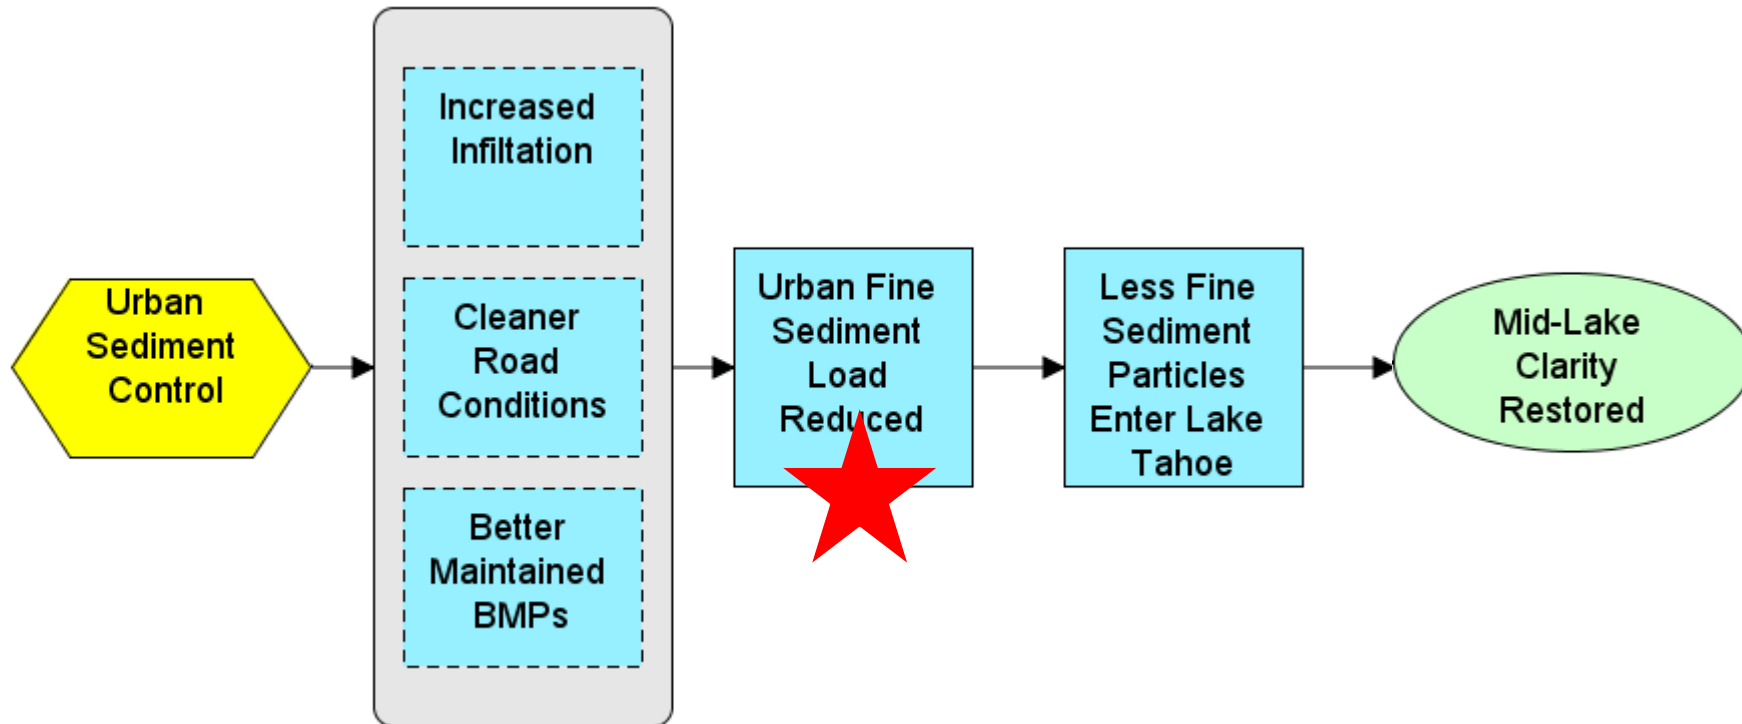 Urban
Sediment
Control
Increased
Infiltation
Cleaner
Road
Conditions
Better
Maintained
BMPs
Urban Fine
Sediment
Load
Reduced
Less Fine
Sediment
Particles
Enter Lake
Tahoe
Mid-Lake
Clarity
Restored